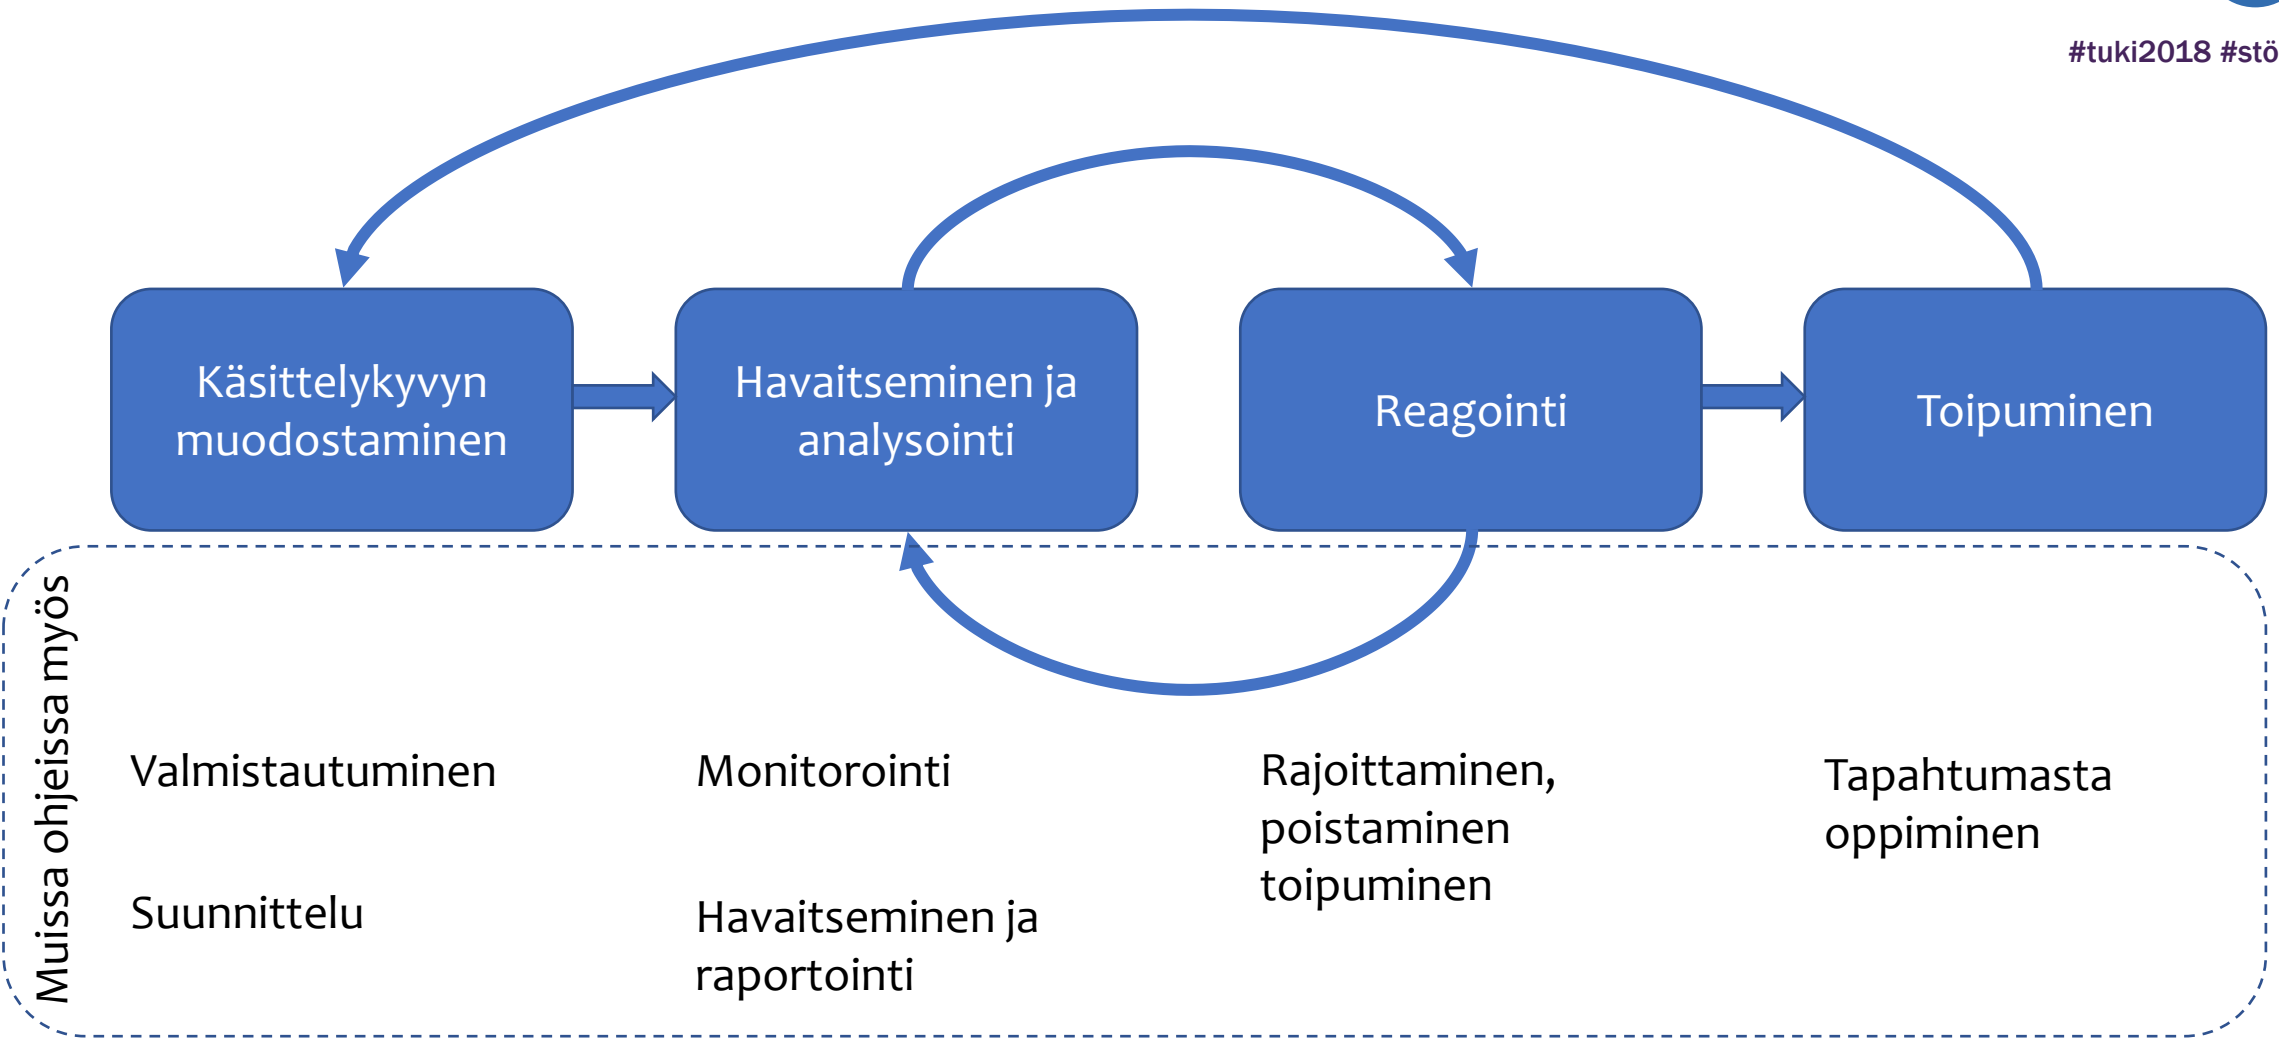 #tuki2018 #stö
Käsittelykyvyn
muodostaminen
Havaitseminen ja
analysointi
Reagointi
Toipuminen
Muissa ohjeissa myös
Valmistautuminen
Suunnittelu
Monitorointi
Havaitseminen ja
raportointi
Rajoittaminen,
poistaminen
toipuminen
Tapahtumasta
oppiminen